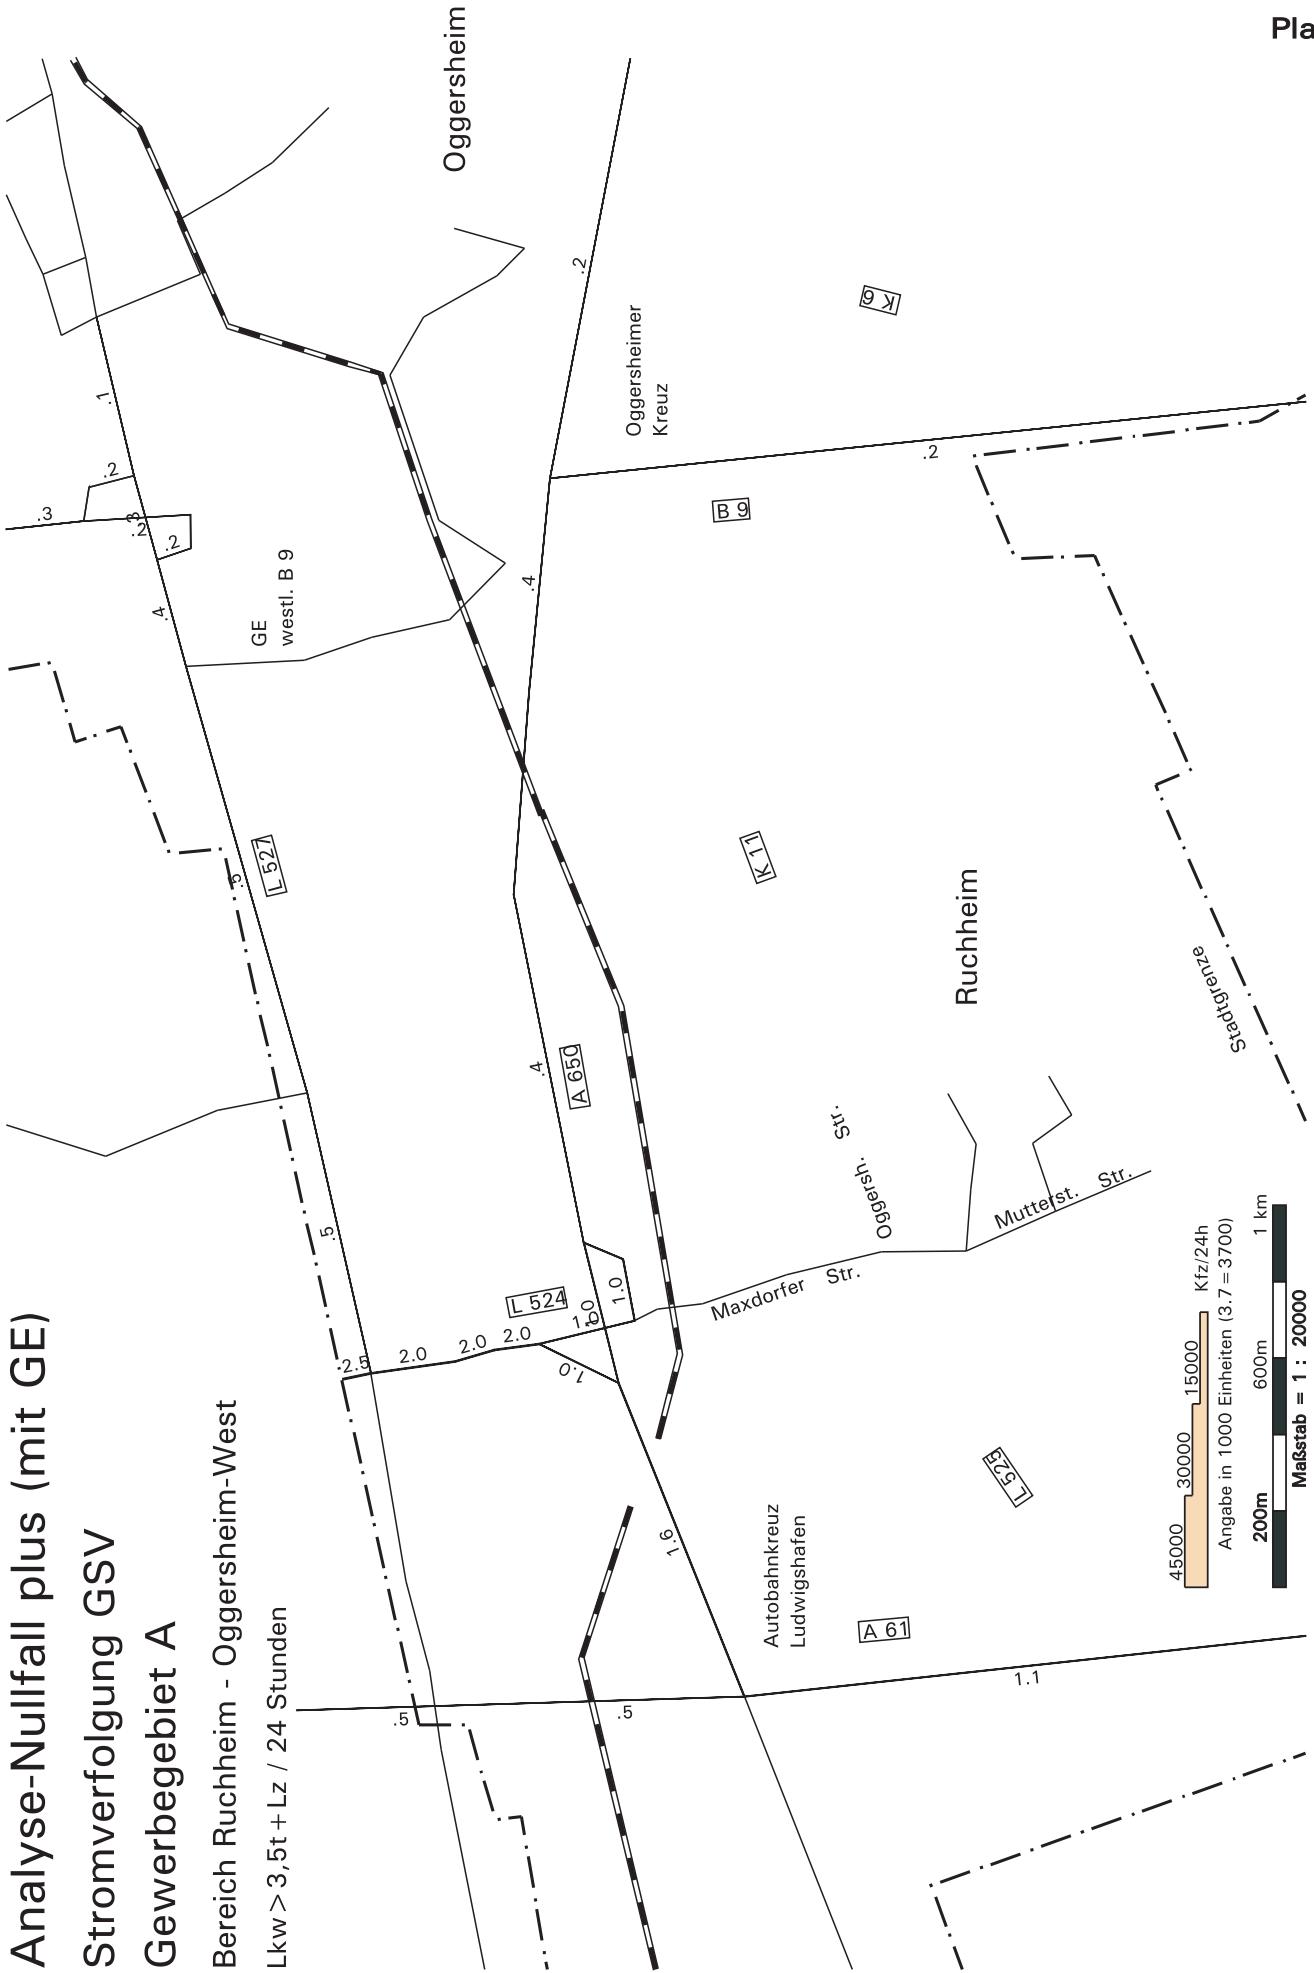 Analyse-Nullfall plus (mit GE)
Stromverfolgung GSV
Gewerbegebiet A
Bereich Ruchheim - Oggersheim-West
Lkw > 3,5t + Lz / 24 Stunden
Pla
Oggersheim
.1
.2
.3
.3
.2
.2
.4
GE
westl. B 9
L 527
.5
.5
.2
Oggersheimer
Kreuz
K 6
.2
B 9
.4
K 11
A 650
.4
Ruchheim
Stadtgrenze
Oggersh. Str.
Mutterst. Str.
Maxdorfer Str.
L 524
2.5
2.0
2.0
2.0
1.0
1.0
1.0
1.0
1.6
L 525
Autobahnkreuz
Ludwigshafen
A 61
.5
.5
1.1
45000
30000
15000
Kfz/24h
Angabe in 1000 Einheiten (3.7 = 3700)
200m
600m
1 km
Maßstab = 1 : 20000